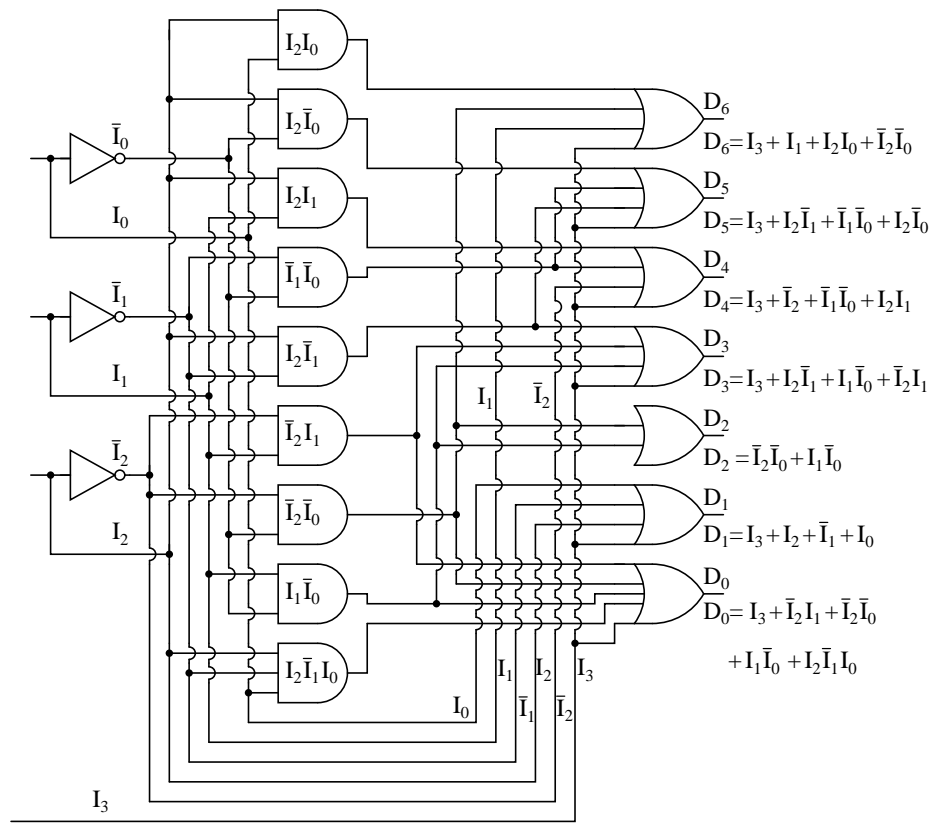 I₂I₀
I₂Ī₀
I₂I₁
Ī₁Ī₀
I₂Ī₁
Ī₂I₁
Ī₂Ī₀
I₁Ī₀
I₂Ī₁I₀
Ī₀
I₀
Ī₁
I₁
Ī₂
I₂
I₃
I₁
Ī₂
I₀
I₁
Ī₁
I₂
Ī₂
I₃
D₆
D₆= I₃ + I₁ + I₂I₀ + Ī₂Ī₀
D₅
D₅= I₃ + I₂Ī₁ + Ī₁Ī₀ + I₂Ī₀
D₄
D₄= I₃ + Ī₂ + Ī₁Ī₀ + I₂I₁
D₃
D₃= I₃ + I₂Ī₁ + I₁Ī₀ + Ī₂I₁
D₂
D₂ = Ī₂Ī₀ + I₁Ī₀
D₁
D₁= I₃ + I₂ + Ī₁ + I₀
D₀
D₀= I₃ + Ī₂I₁ + Ī₂Ī₀
+ I₁Ī₀ + I₂Ī₁I₀